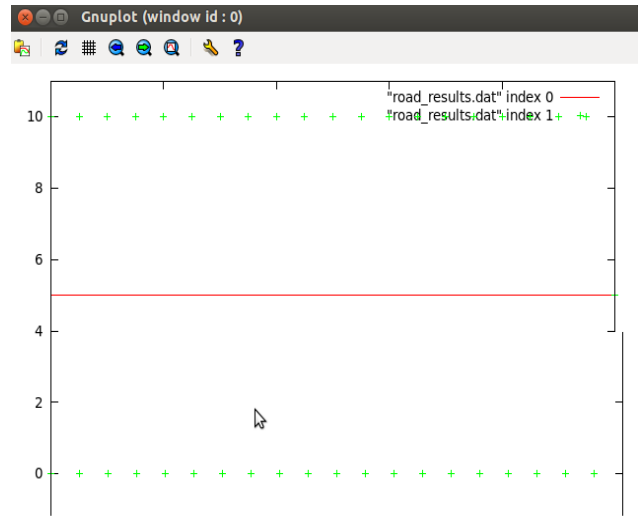 Gnuplot (window id : 0)
"road_results.dat" index 0
"road_results.dat" index 1
10
8
6
4
2
0